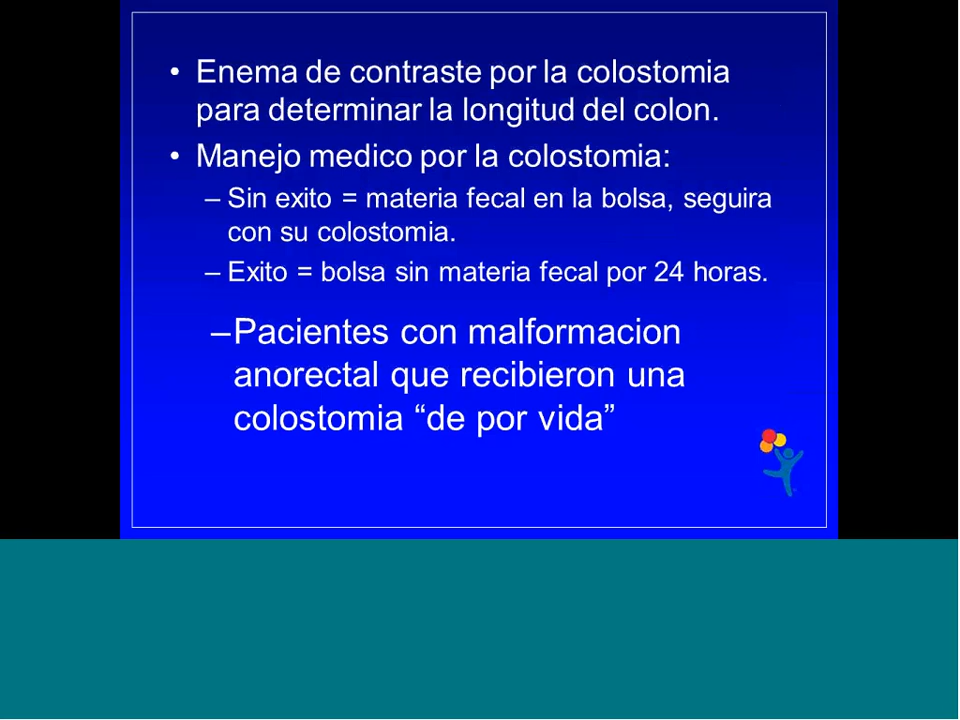 • Enema de contraste por la colostomia
para determinar la longitud del colon.
• Manejo medico por la colostomia:
– Sin exito = materia fecal en la bolsa, seguira
con su colostomia.
– Exito = bolsa sin materia fecal por 24 horas.
–Pacientes con malformacion
anorectal que recibieron una
colostomia “de por vida”